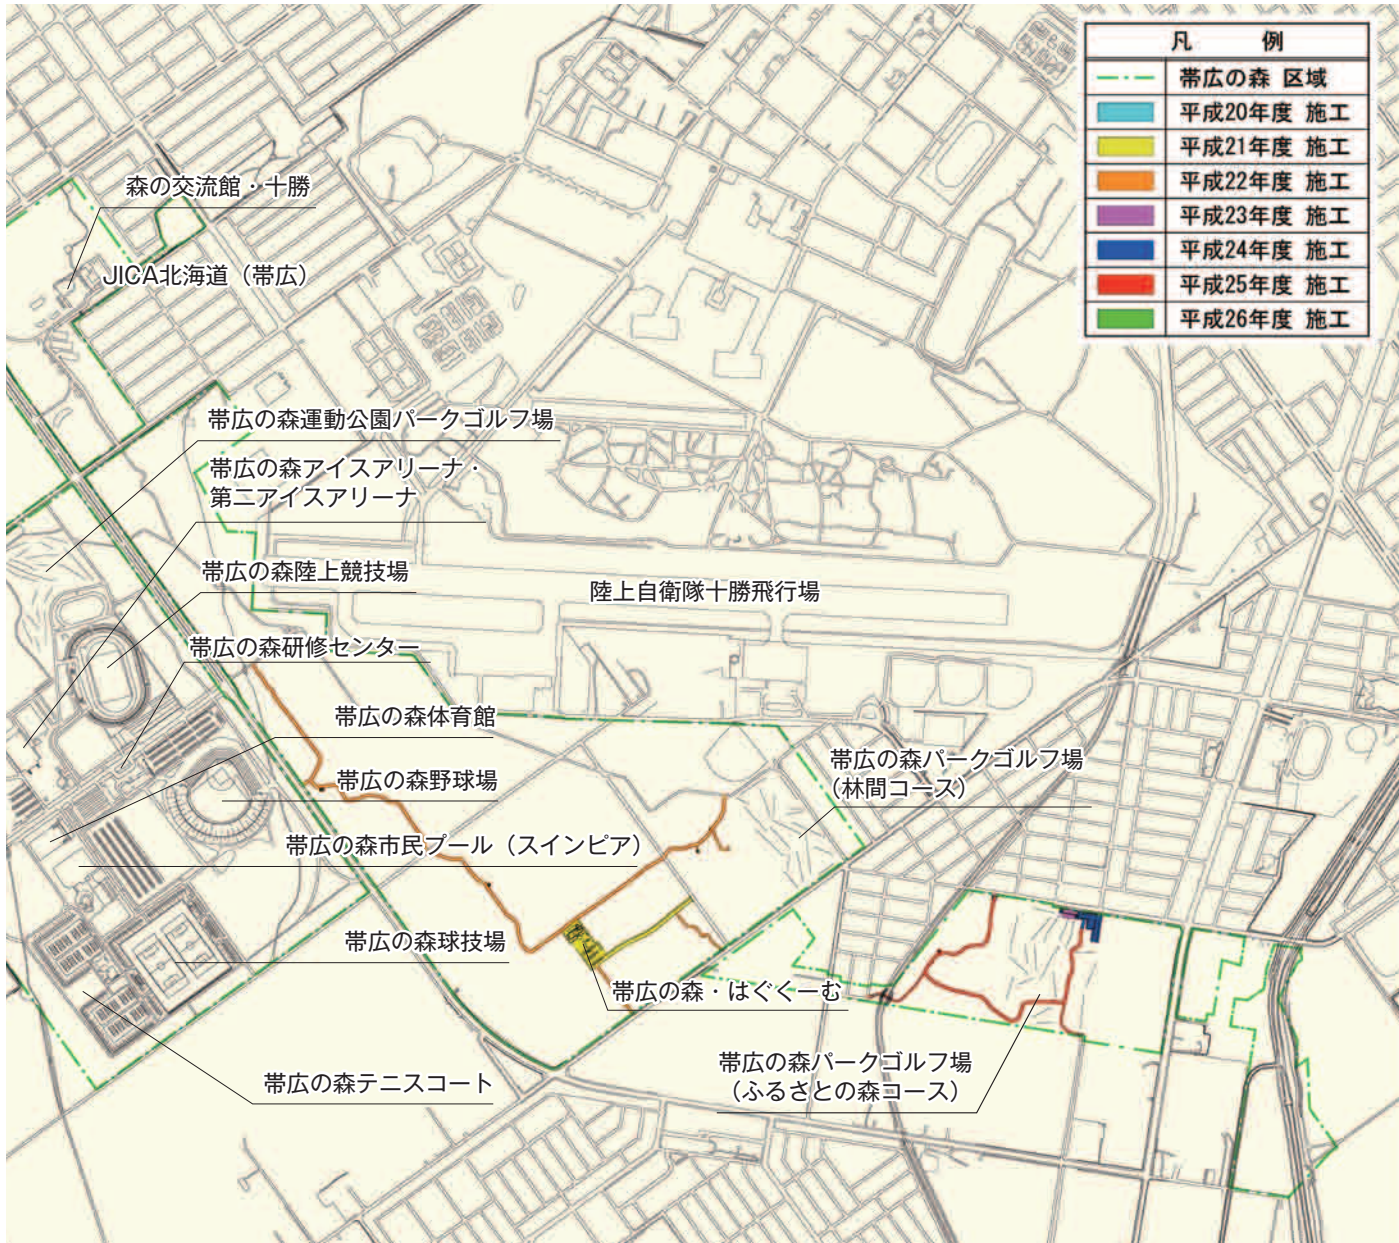 凡 例
帯広の森 区域
平成20年度 施工
平成21年度 施工
平成22年度 施工
平成23年度 施工
平成24年度 施工
平成25年度 施工
平成26年度 施工
森の交流館・十勝
JICA北海道（帯広）
帯広の森運動公園パークゴルフ場
帯広の森アイスアリーナ・
第二アイスアリーナ
帯広の森陸上競技場
陸上自衛隊十勝飛行場
帯広の森研修センター
帯広の森体育館
帯広の森野球場
帯広の森パークゴルフ場
（林間コース）
帯広の森市民プール（スインピア）
帯広の森球技場
帯広の森・はぐくーむ
帯広の森テニスコート
帯広の森パークゴルフ場
（ふるさとの森コース）